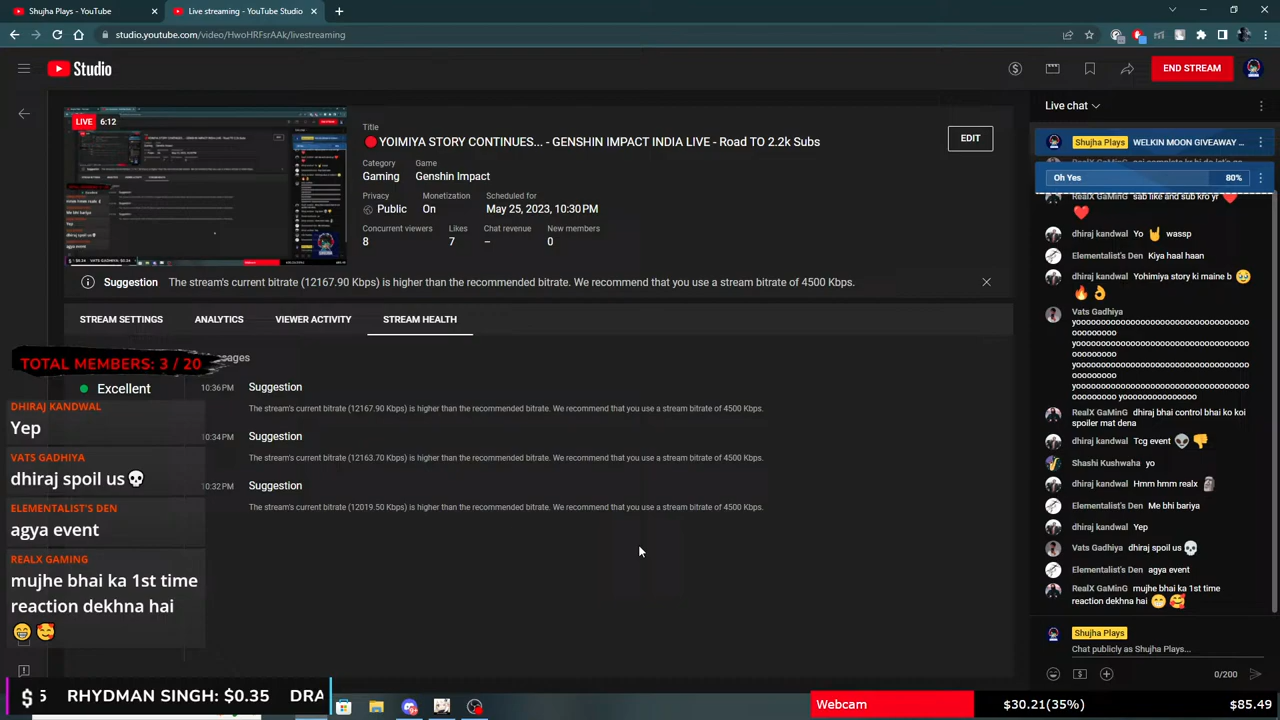 Shujha Plays - YouTube
Live streaming - YouTube Studio
studio.youtube.com/video/HwoHRFsrAAk/livestreaming
Studio
END STREAM
LIVE 6:12
Title
🔴YOIMIYA STORY CONTINUES... - GENSHIN IMPACT INDIA LIVE - Road TO 2.2k Subs
EDIT
Category Game
Gaming Genshin Impact
Privacy Monetization Scheduled for
Public On May 25, 2023, 10:30 PM
Concurrent viewers Likes Chat revenue New members
8 7 – 0
Suggestion The stream's current bitrate (12167.90 Kbps) is higher than the recommended bitrate. We recommend that you use a stream bitrate of 4500 Kbps.
STREAM SETTINGS ANALYTICS VIEWER ACTIVITY STREAM HEALTH
TOTAL MEMBERS: 3 / 20
Excellent
10:36 PM Suggestion
The stream's current bitrate (12167.90 Kbps) is higher than the recommended bitrate. We recommend that you use a stream bitrate of 4500 Kbps.
10:34 PM Suggestion
The stream's current bitrate (12163.70 Kbps) is higher than the recommended bitrate. We recommend that you use a stream bitrate of 4500 Kbps.
10:32 PM Suggestion
The stream's current bitrate (12019.50 Kbps) is higher than the recommended bitrate. We recommend that you use a stream bitrate of 4500 Kbps.
DHIRAJ KANDWAL
Yep
VATS GADHIYA
dhiraj spoil us💀
ELEMENTALIST'S DEN
agya event
REALX GAMING
mujhe bhai ka 1st time
reaction dekhna hai
😁 🥰
Live chat
Shujha Plays WELKIN MOON GIVEAWAY ...
Oh Yes 80%
RealX GaMiNG sab like and sub kro yr ❤️
❤️
dhiraj kandwal Yo 🤘 wassp
Elementalist's Den Kiya haal haan
dhiraj kandwal Yohimiya story ki maine b 🥹
🔥 👌
Vats Gadhiya
RealX GaMiNG dhiraj bhai control bhai ko koi
spoiler mat dena
dhiraj kandwal Tcg event 👽 👎
Shashi Kushwaha yo
dhiraj kandwal Hmm hmm realx 🗿
Elementalist's Den Me bhi bariya
dhiraj kandwal Yep
Vats Gadhiya dhiraj spoil us💀
Elementalist's Den agya event
RealX GaMiNG mujhe bhai ka 1st time
reaction dekhna hai 😁 🥰
Shujha Plays
Chat publicly as Shujha Plays...
0/200
$ 5 RHYDMAN SINGH: $0.35 DRA
Webcam $30.21(35%) $85.49